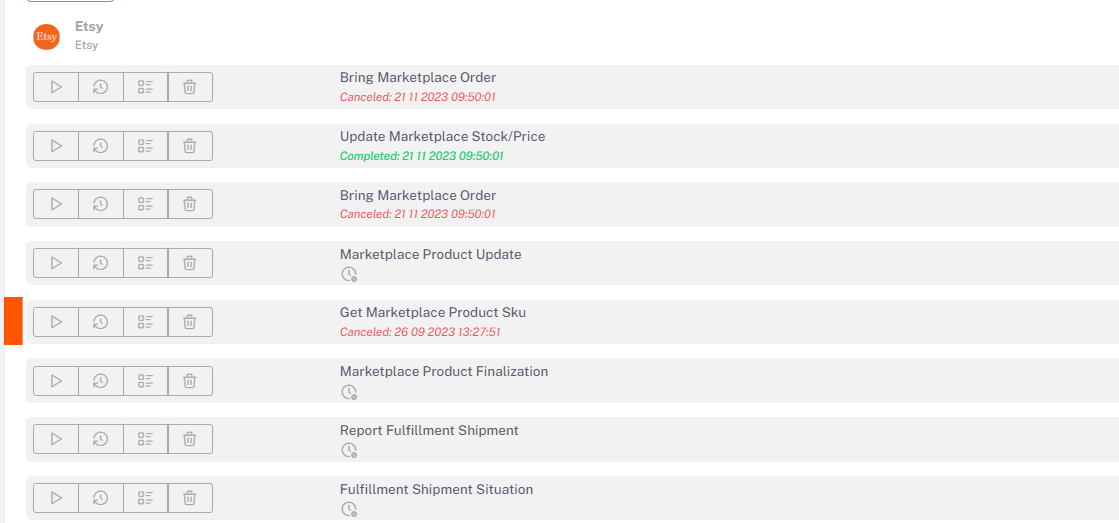 Etsy
Etsy
Etsy
Bring Marketplace Order
Canceled: 21 11 2023 09:50:01
Update Marketplace Stock/Price
Completed: 21 11 2023 09:50:01
Bring Marketplace Order
Canceled: 21 11 2023 09:50:01
Marketplace Product Update
Get Marketplace Product Sku
Canceled: 26 09 2023 13:27:51
Marketplace Product Finalization
Report Fulfillment Shipment
Fulfillment Shipment Situation